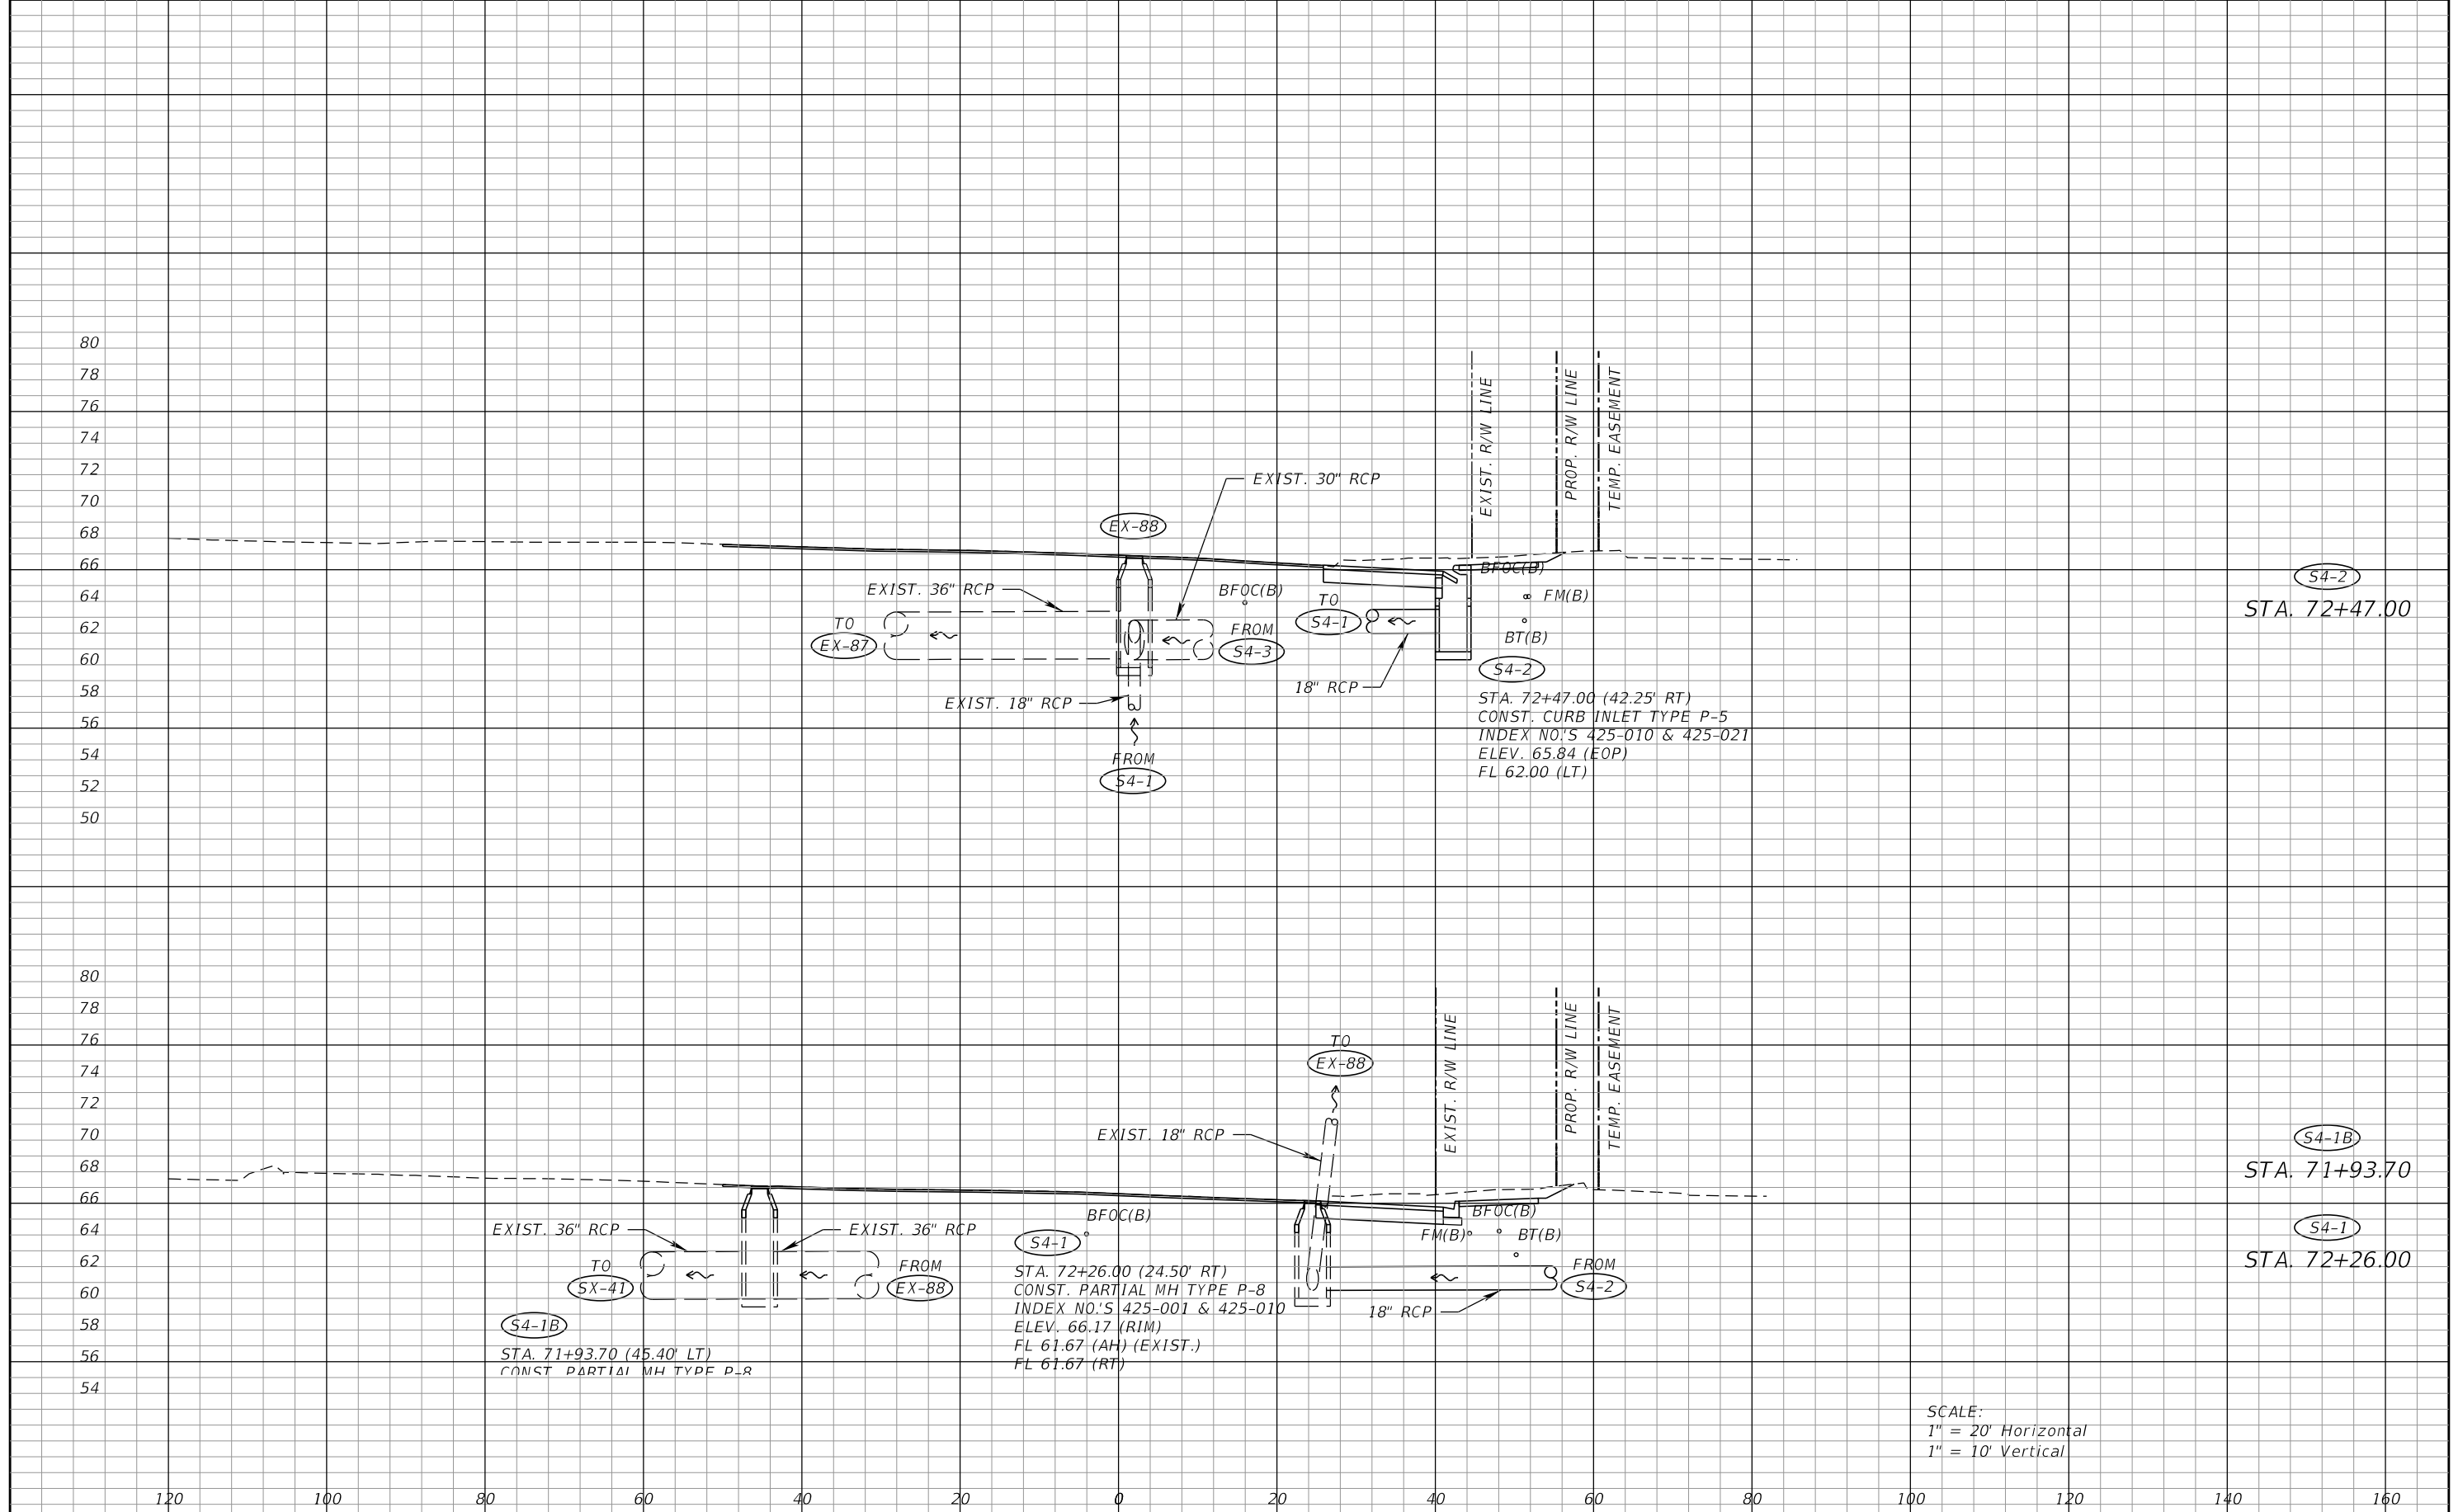 80
78
76
74
72
70
68
66
64
62
60
58
56
54
52
50
EXIST. R/W LINE
PROP. R/W LINE
TEMP. EASEMENT
EXIST. 30" RCP
EX-88
EXIST. 36" RCP
BFOC(B)
BFOC(B)
TO
S4-1
FM(B)
TO
EX-87
FROM
S4-3
BT(B)
S4-2
18" RCP
EXIST. 18" RCP
FROM
S4-1
STA. 72+47.00 (42.25' RT)
CONST. CURB INLET TYPE P-5
INDEX NO.'S 425-010 & 425-021
ELEV. 65.84 (EOP)
FL 62.00 (LT)
S4-2
STA. 72+47.00
80
78
76
74
72
70
68
66
64
62
60
58
56
54
TO
EX-88
EXIST. R/W LINE
PROP. R/W LINE
TEMP. EASEMENT
EXIST. 18" RCP
S4-1B
STA. 71+93.70
S4-1
STA. 72+26.00
EXIST. 36" RCP
EXIST. 36" RCP
BFOC(B)
BFOC(B)
FM(B)
BT(B)
TO
SX-41
FROM
EX-88
FROM
S4-2
18" RCP
S4-1
STA. 72+26.00 (24.50' RT)
CONST. PARTIAL MH TYPE P-8
INDEX NO.'S 425-001 & 425-010
ELEV. 66.17 (RIM)
FL 61.67 (AH) (EXIST.)
FL 61.67 (RT)
S4-1B
STA. 71+93.70 (45.40' LT)
CONST. PARTIAL MH TYPE P-8
SCALE:
1" = 20' Horizontal
1" = 10' Vertical
120 100 80 60 40 20 0 20 40 60 80 100 120 140 160